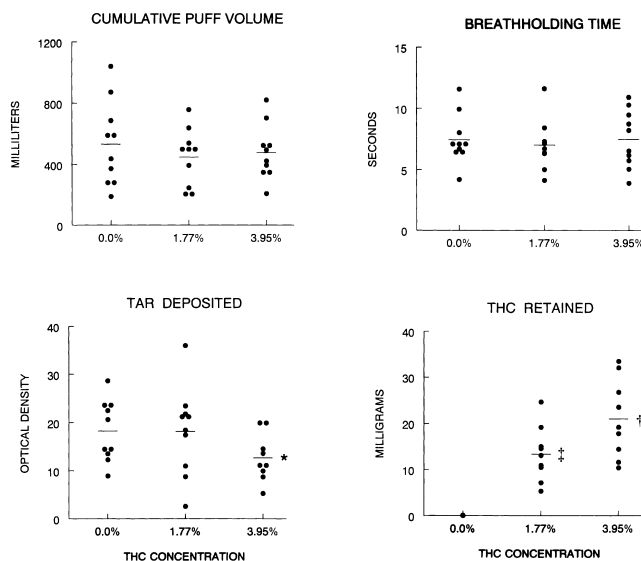 CUMULATIVE PUFF VOLUME
1200
800
400
0
MILLILITERS
0.0% 1.77% 3.95%
BREATHHOLDING TIME
15
10
5
0
SECONDS
0.0% 1.77% 3.95%
TAR DEPOSITED
40
30
20
10
0
OPTICAL DENSITY
*
0.0% 1.77% 3.95%
THC CONCENTRATION
THC RETAINED
40
30
20
10
0
MILLIGRAMS
‡
†
0.0% 1.77% 3.95%
THC CONCENTRATION